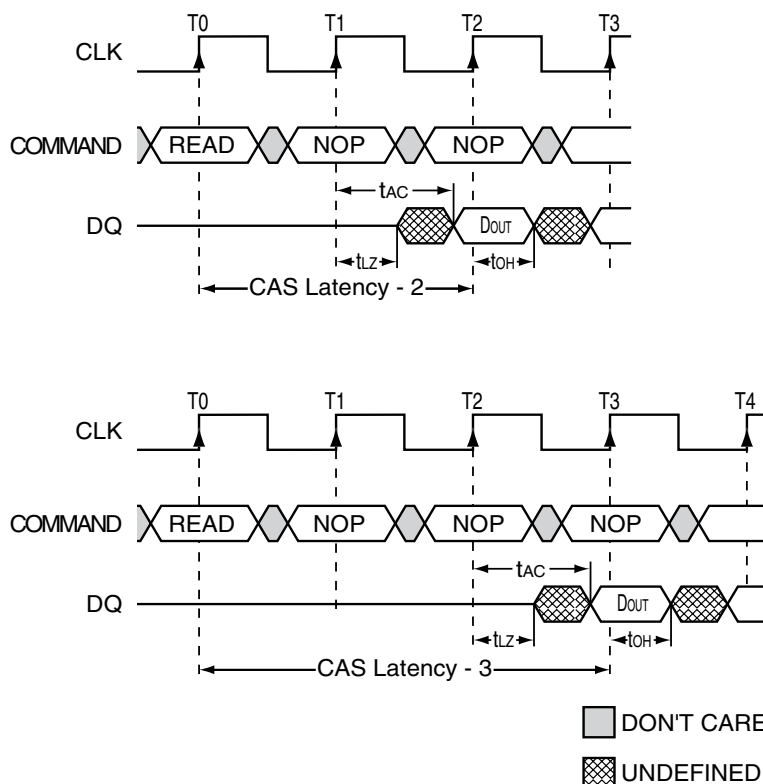 T0 T1 T2 T3
CLK
COMMAND READ NOP NOP
tAC
DQ DOUT
tLZ tOH
CAS Latency - 2
T0 T1 T2 T3 T4
CLK
COMMAND READ NOP NOP NOP
tAC
DQ DOUT
tLZ tOH
CAS Latency - 3
DON'T CARE
UNDEFINED